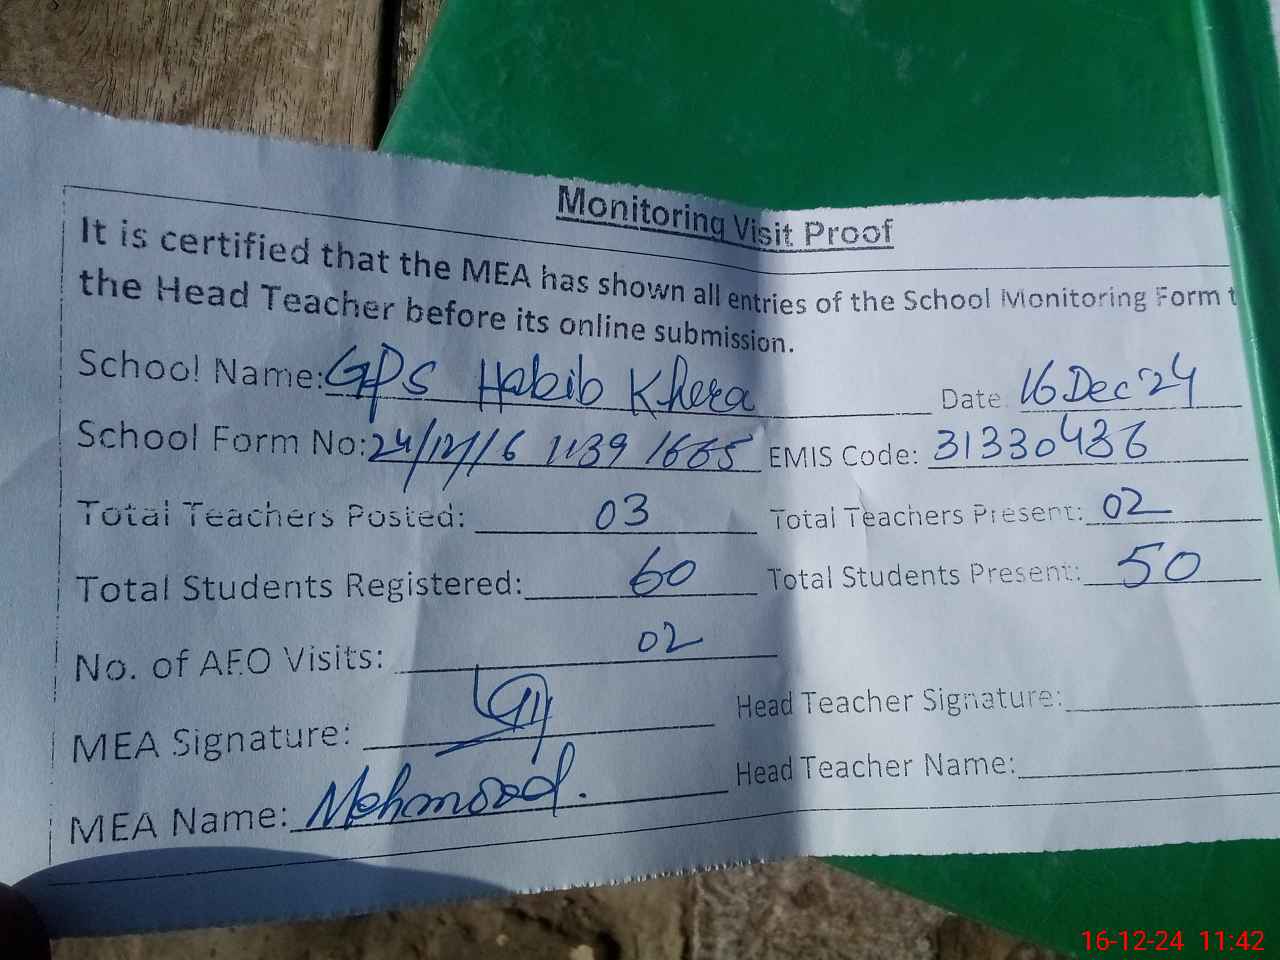 Monitoring Visit Proof
It is certified that the MEA has shown all entries of the School Monitoring Form t
the Head Teacher before its online submission.
School Name: GPS Habib Khera Date 16 Dec 24
School Form No: 24/12/16 1139 1665 EMIS Code: 31330436
Total Teachers Posted: 03 Total Teachers Present: 02
Total Students Registered: 60 Total Students Present: 50
No. of AEO Visits: 02
MEA Signature: Head Teacher Signature:
MEA Name: Mehmood. Head Teacher Name:
16-12-24 11:42